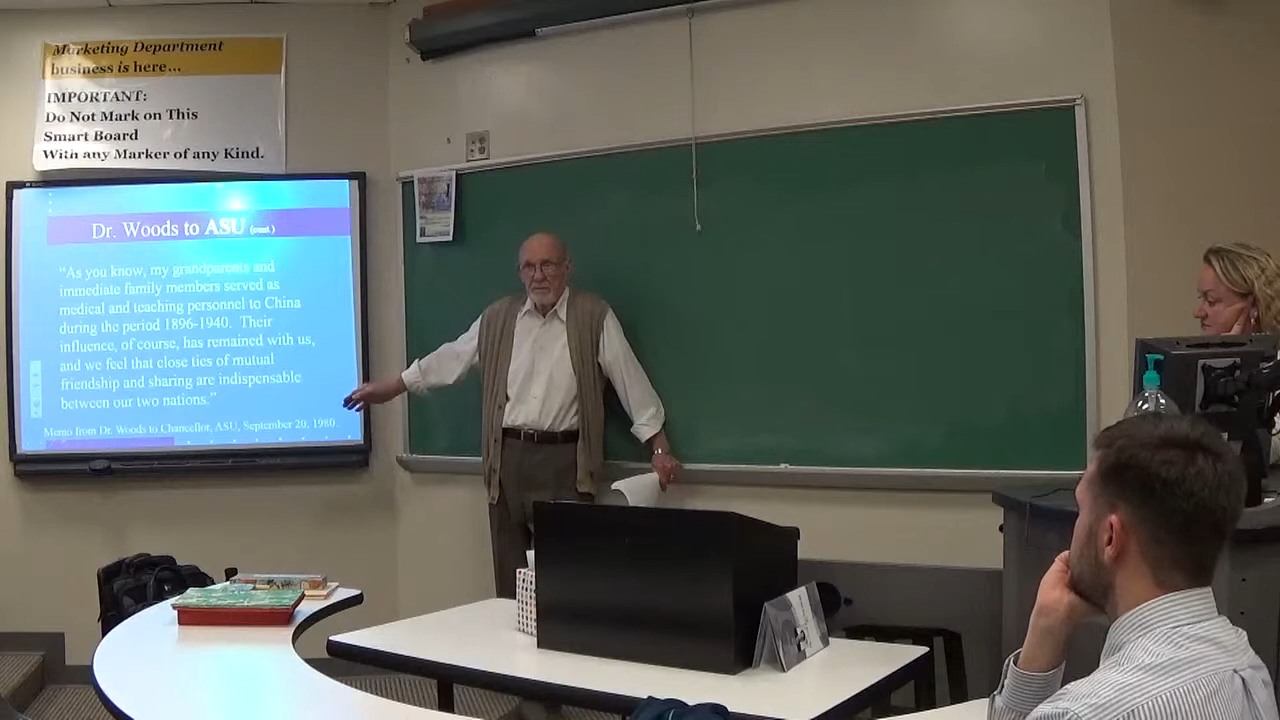 Marketing Department
business is here...
IMPORTANT:
Do Not Mark on This
Smart Board
With any Marker of any Kind.
Dr. Woods to ASU (cont.)
“As you know, my grandparents and
immediate family members served as
medical and teaching personnel to China
during the period 1896-1940. Their
influence, of course, has remained with us,
and we feel that close ties of mutual
friendship and sharing are indispensable
between our two nations.”
Memo from Dr. Woods to Chancellor, ASU, September 20, 1980.